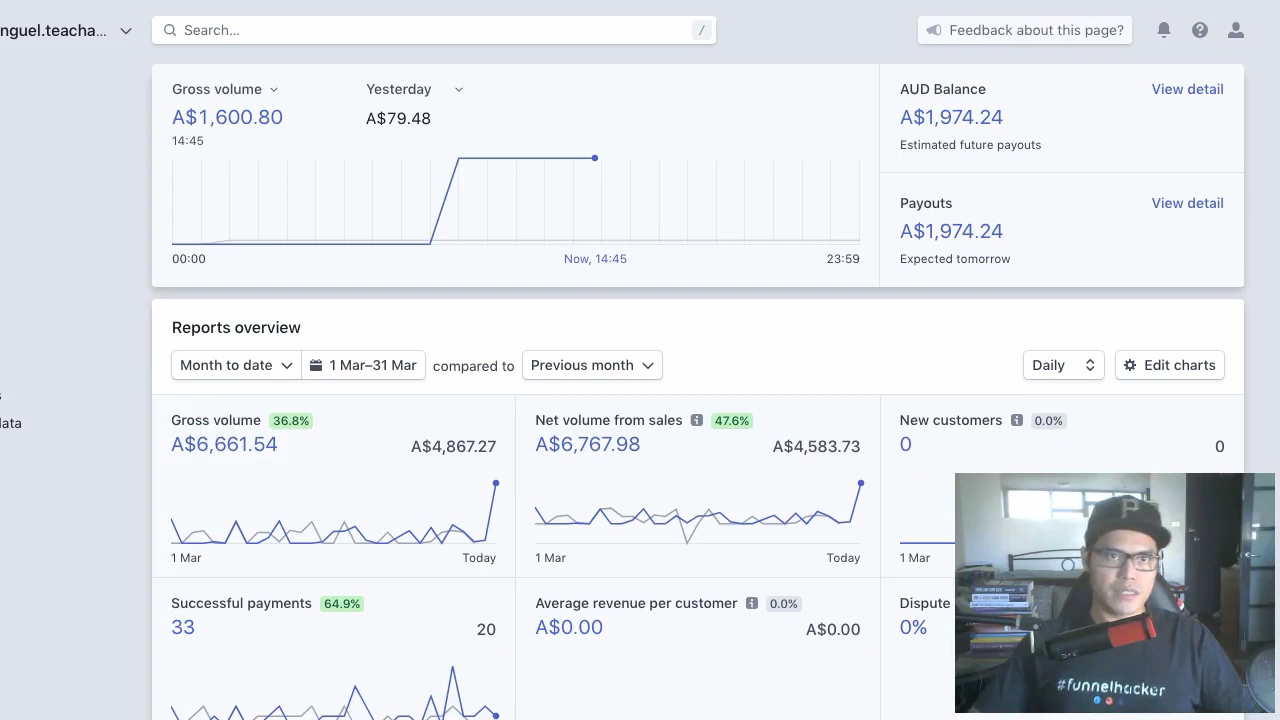 nguel.teacha...
Search...
/
Feedback about this page?
Gross volume
Yesterday
A$1,600.80
A$79.48
14:45
00:00
Now, 14:45
23:59
AUD Balance
View detail
A$1,974.24
Estimated future payouts
Payouts
View detail
A$1,974.24
Expected tomorrow
Reports overview
Month to date
1 Mar–31 Mar
compared to
Previous month
Daily
Edit charts
lata
Gross volume 36.8%
A$6,661.54
A$4,867.27
1 Mar
Today
Net volume from sales 47.6%
A$6,767.98
A$4,583.73
1 Mar
Today
New customers 0.0%
0
0
1 Mar
Successful payments 64.9%
33
20
Average revenue per customer 0.0%
A$0.00
A$0.00
Dispute
0%
P
#funnelhacker